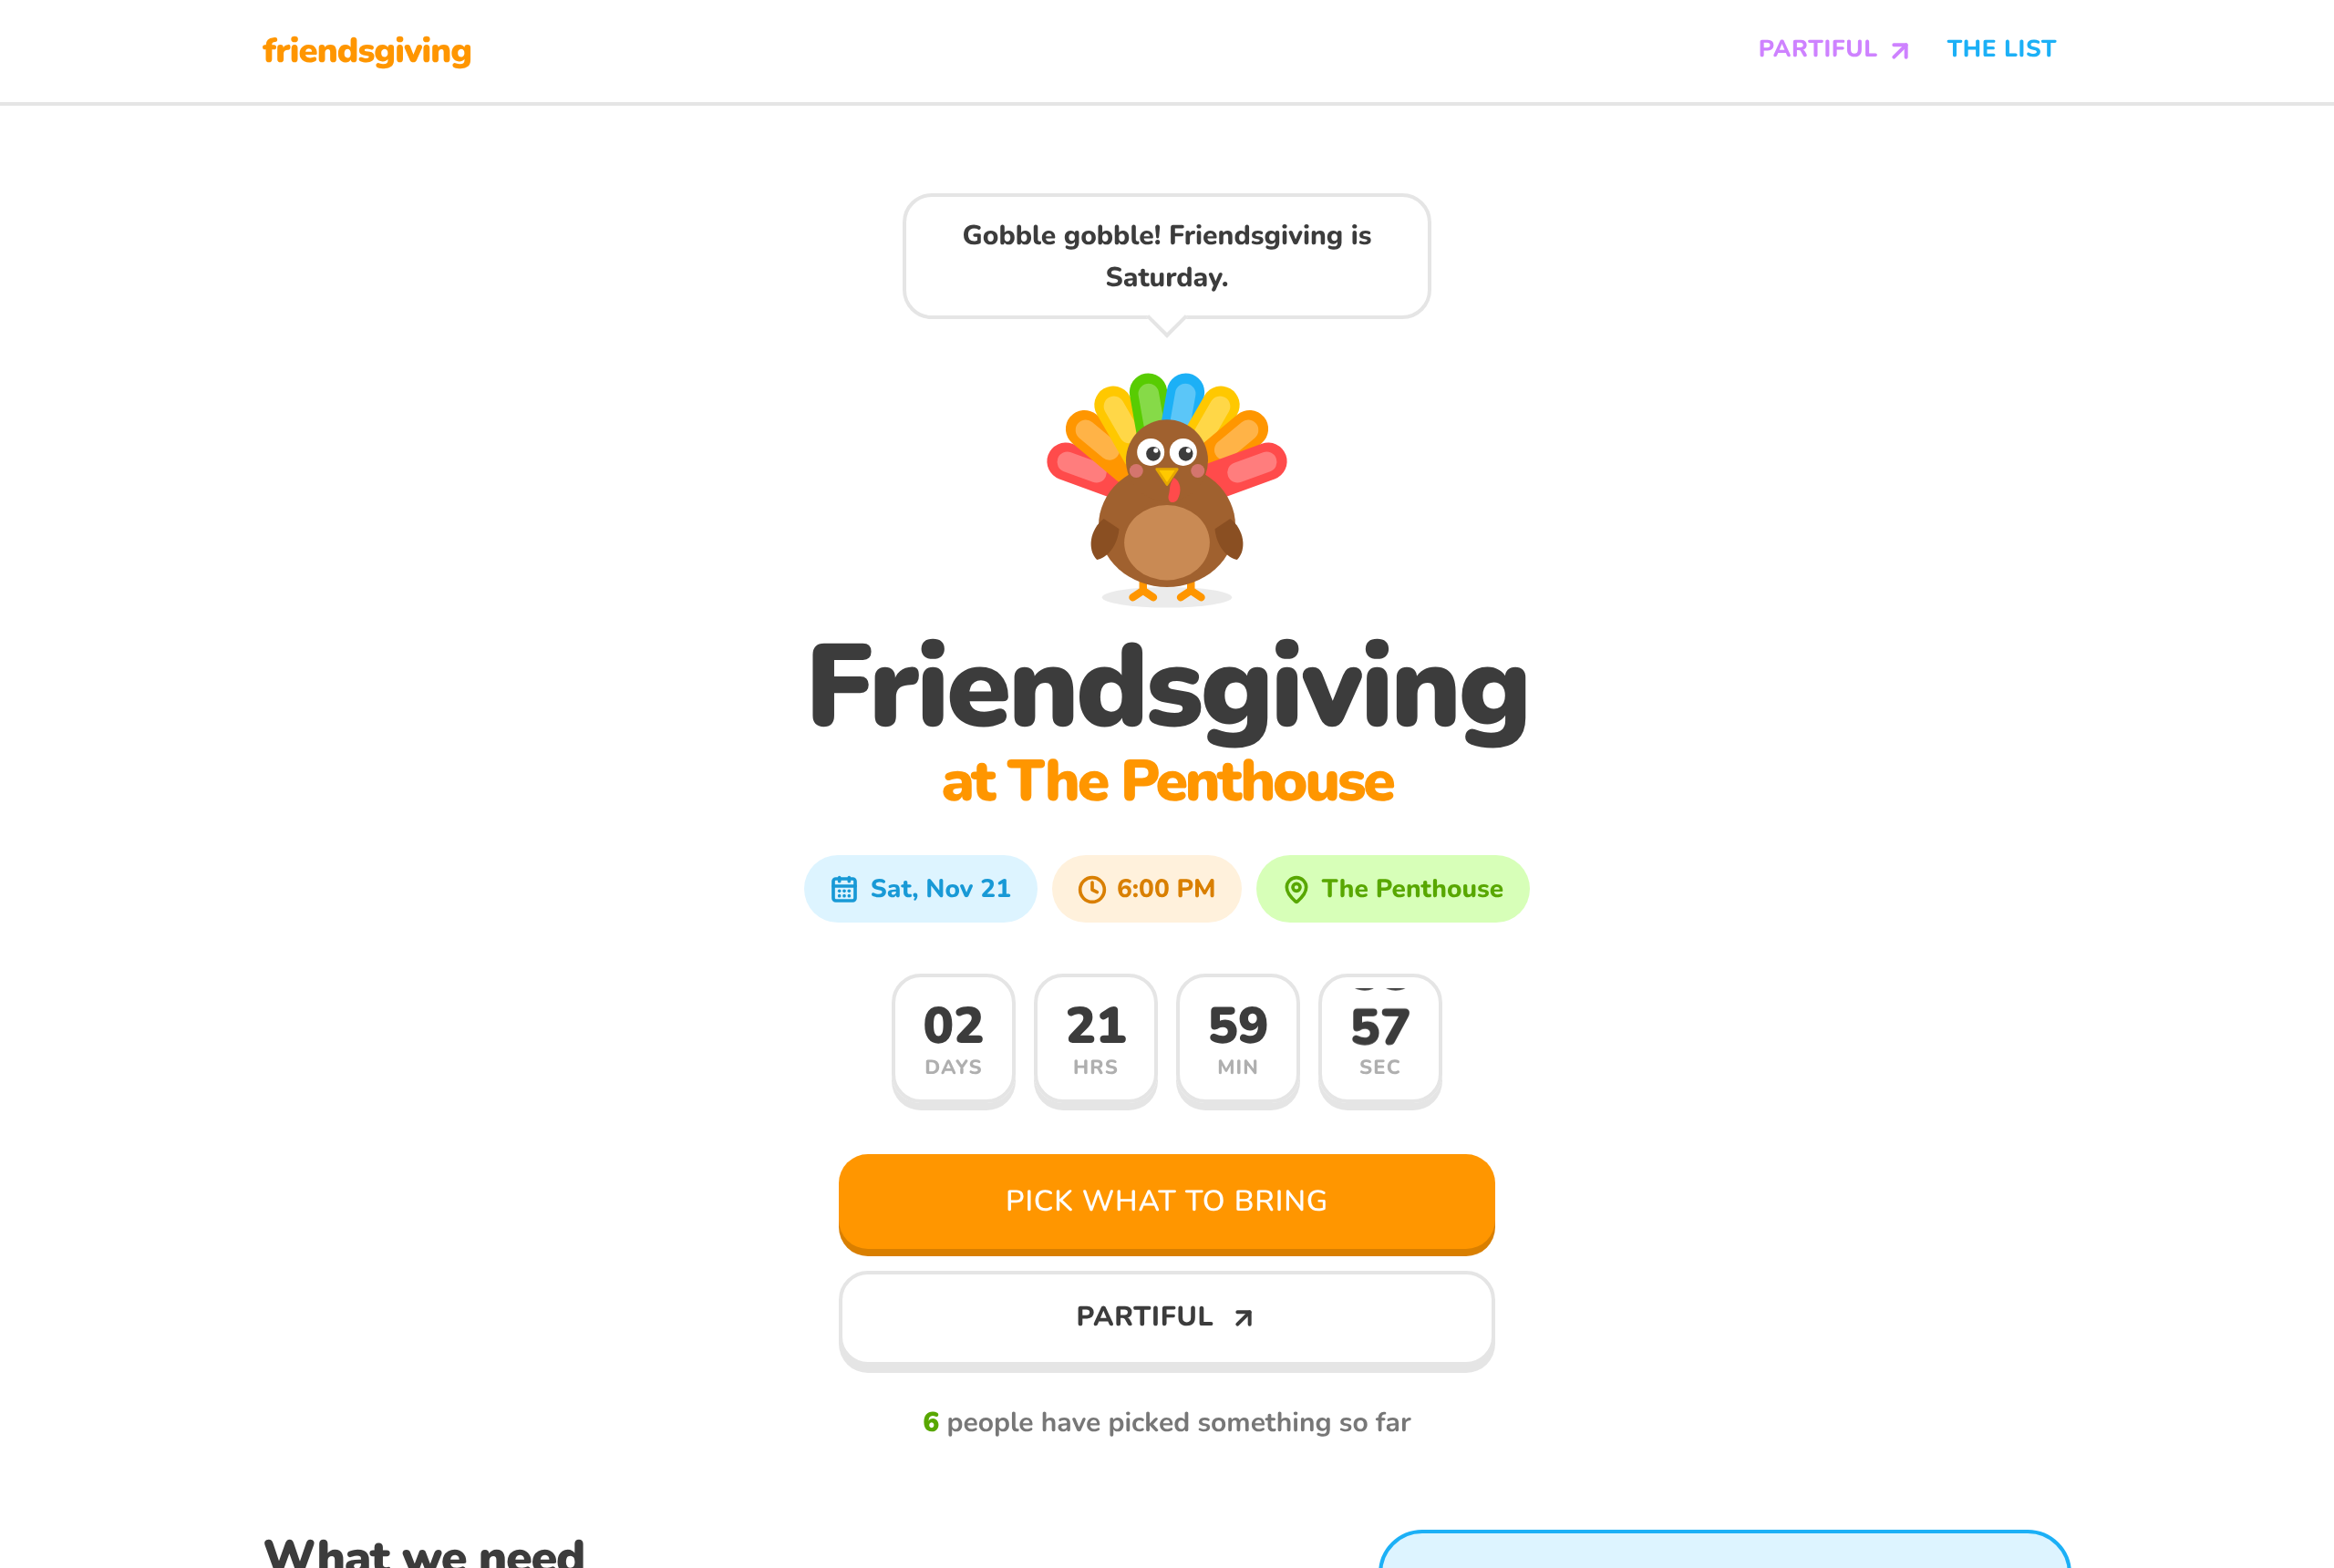 friendsgiving
PARTIFUL
THE LIST
Gobble gobble! Friendsgiving is
Saturday.
Friendsgiving
at The Penthouse
Sat, Nov 21
6:00 PM
The Penthouse
02
DAYS
21
HRS
59
MIN
57
SEC
PICK WHAT TO BRING
PARTIFUL
6 people have picked something so far
What we need